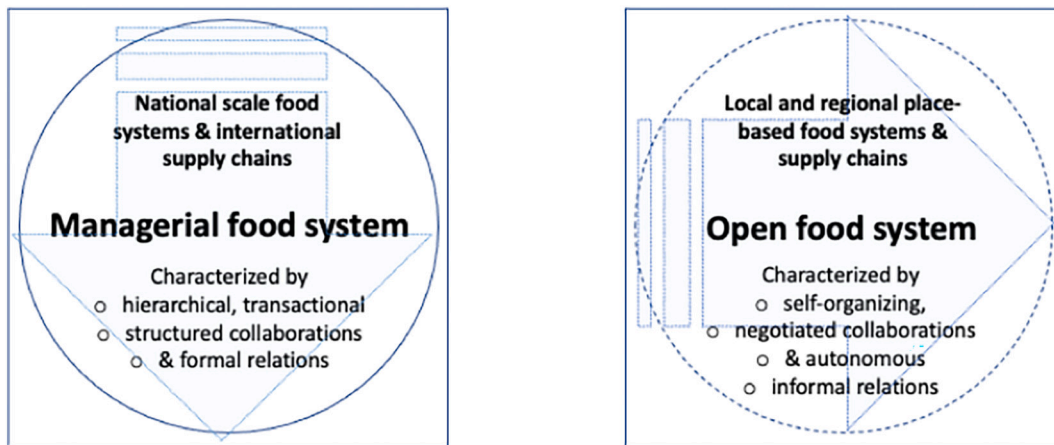 National scale food
systems & international
supply chains
Managerial food system
Characterized by
o hierarchical, transactional
o structured collaborations
o & formal relations
Local and regional place-
based food systems &
supply chains
Open food system
Characterized by
o self-organizing,
o negotiated collaborations
o & autonomous
o informal relations